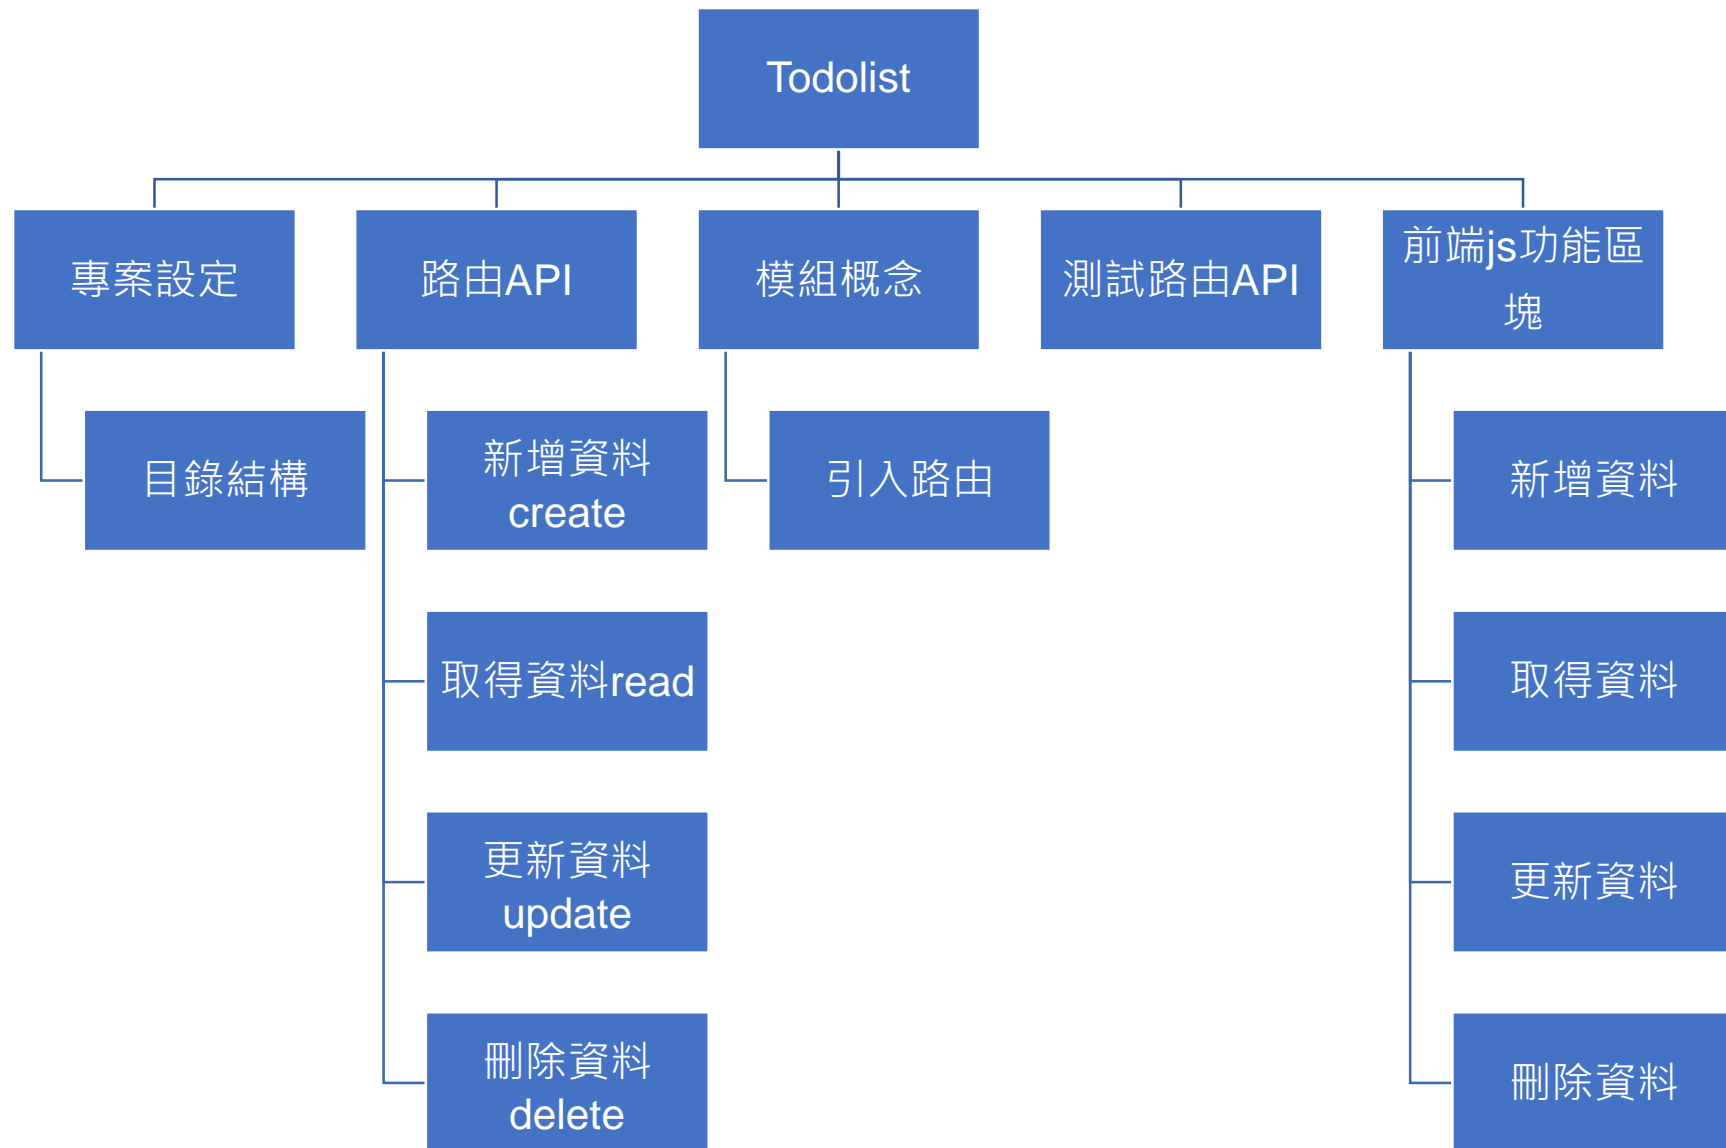 Todolist
專案設定
路由API
模組概念
測試路由API
前端js功能區
塊
目錄結構
新增資料
create
引入路由
新增資料
取得資料read
取得資料
更新資料
update
更新資料
刪除資料
delete
刪除資料